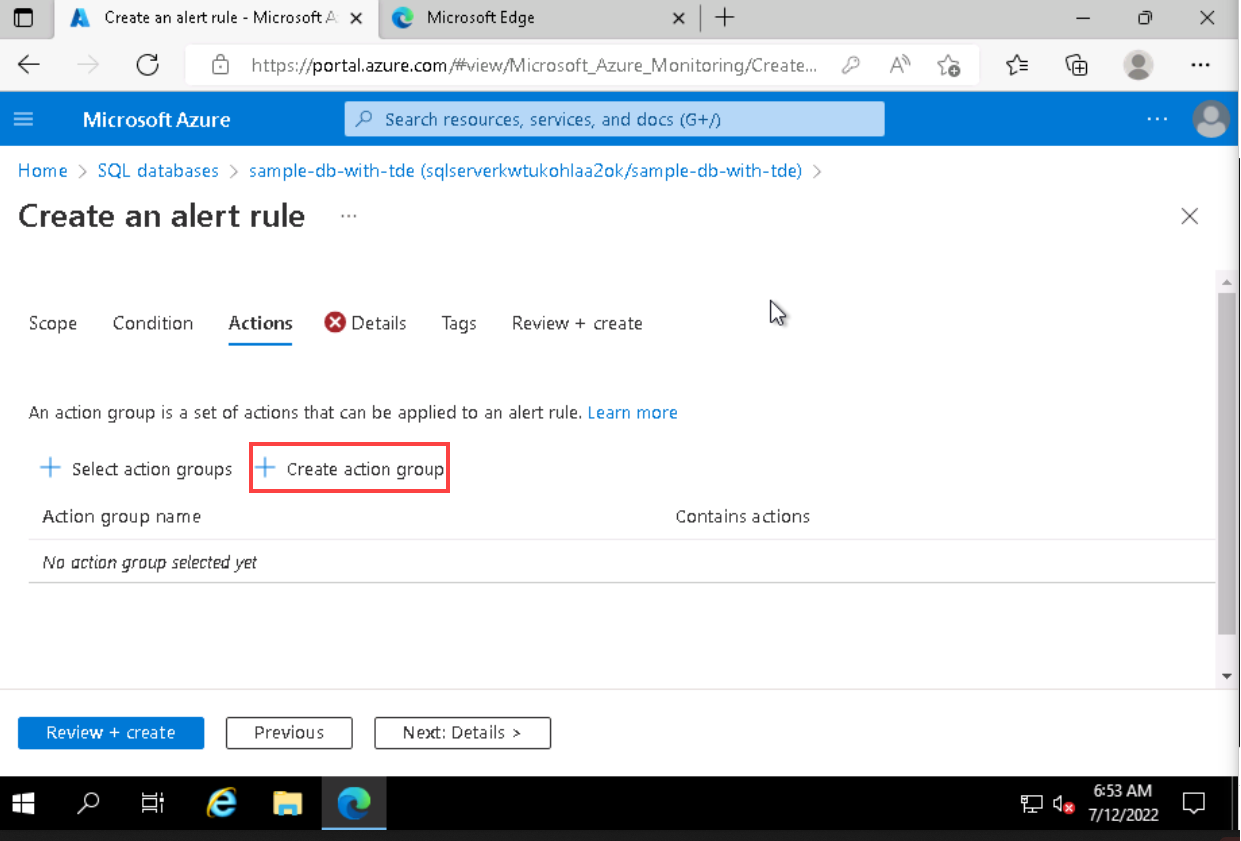 Create an alert rule - Microsoft A
Microsoft Edge
https://portal.azure.com/#view/Microsoft_Azure_Monitoring/Create...
Microsoft Azure
Search resources, services, and docs (G+/)
Home > SQL databases > sample-db-with-tde (sqlserverkwtukohlaa2ok/sample-db-with-tde) >
Create an alert rule ...
Scope Condition Actions Details Tags Review + create
An action group is a set of actions that can be applied to an alert rule. Learn more
+ Select action groups + Create action group
Action group name Contains actions
No action group selected yet
Review + create Previous Next: Details >
6:53 AM
7/12/2022